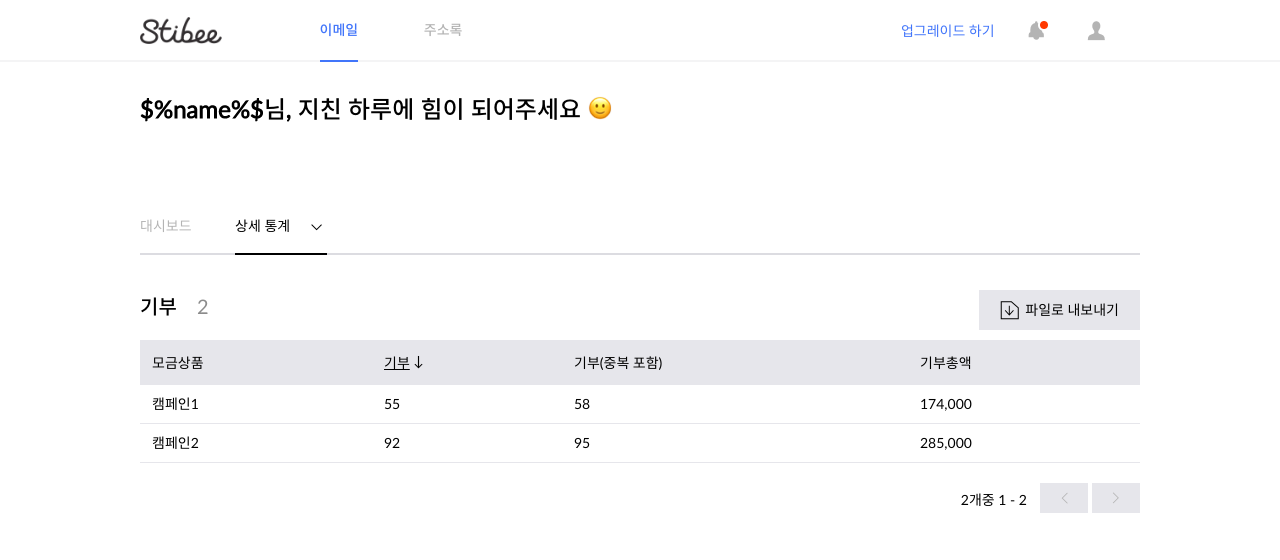 Stibee 이메일 주소록 업그레이드 하기
$%name%$님, 지친 하루에 힘이 되어주세요 🙂
대시보드 상세 통계
기부 2 파일로 내보내기
모금상품 기부 ↓ 기부(중복 포함) 기부총액
캠페인1 55 58 174,000
캠페인2 92 95 285,000
2개중 1 - 2